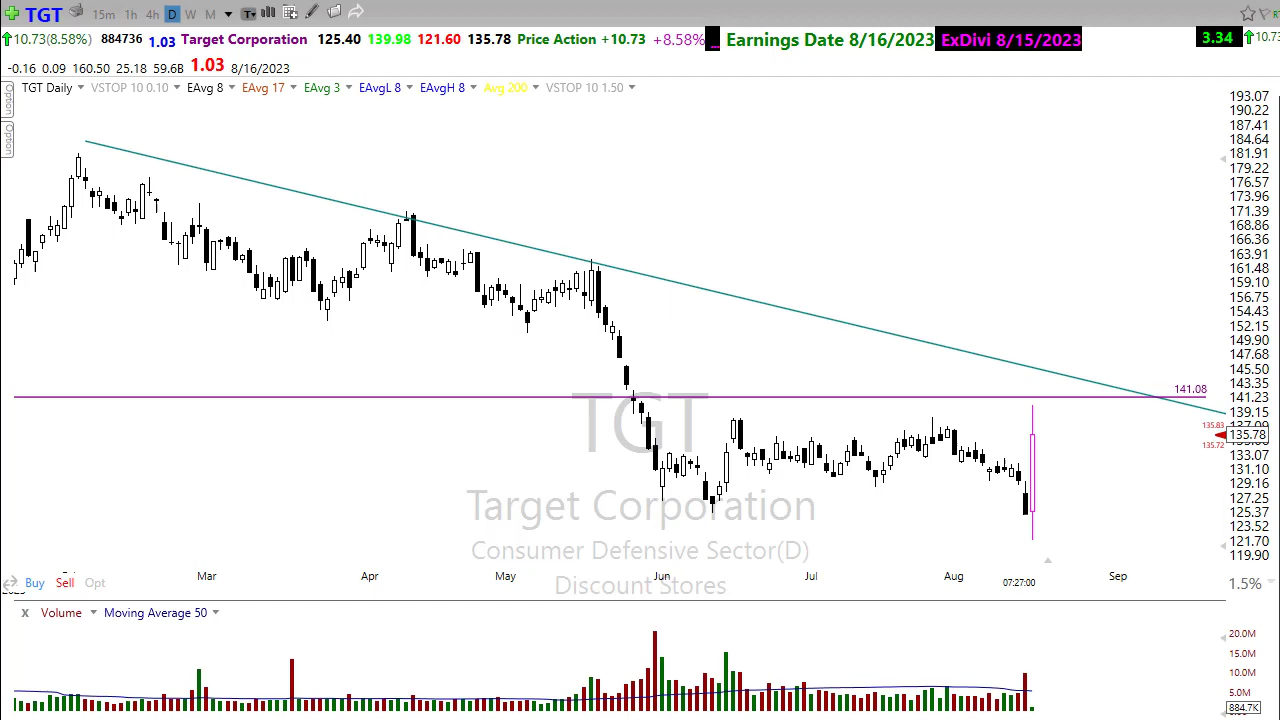 TGT 15m 1h 4h D W M
10.73(8.58%) 884736 1.03 Target Corporation 125.40 139.98 121.60 135.78 Price Action +10.73 +8.58% Earnings Date 8/16/2023 ExDivi 8/15/2023 3.34 10.73
-0.16 0.09 160.50 25.18 59.6B 1.03 8/16/2023
TGT Daily VSTOP 10 0.10 EAvg 8 EAvg 17 EAvg 3 EAvgL 8 EAvgH 8 Avg 200 VSTOP 10 1.50
Option
Option
193.07
190.22
187.41
184.64
181.91
179.22
176.57
173.96
171.39
168.86
166.36
163.91
161.48
159.10
156.75
154.43
152.15
149.90
147.68
145.50
143.35
141.08
141.23
139.15
135.83
135.78
135.72
133.07
131.10
129.16
127.25
125.37
123.52
121.70
119.90
TGT
Target Corporation
Consumer Defensive Sector(D)
Discount Stores
Mar Apr May Jun Jul Aug Sep
07:27:00
Buy Sell Opt
1.5%
X Volume Moving Average 50
20.0M
15.0M
10.0M
5.0M
884.7K